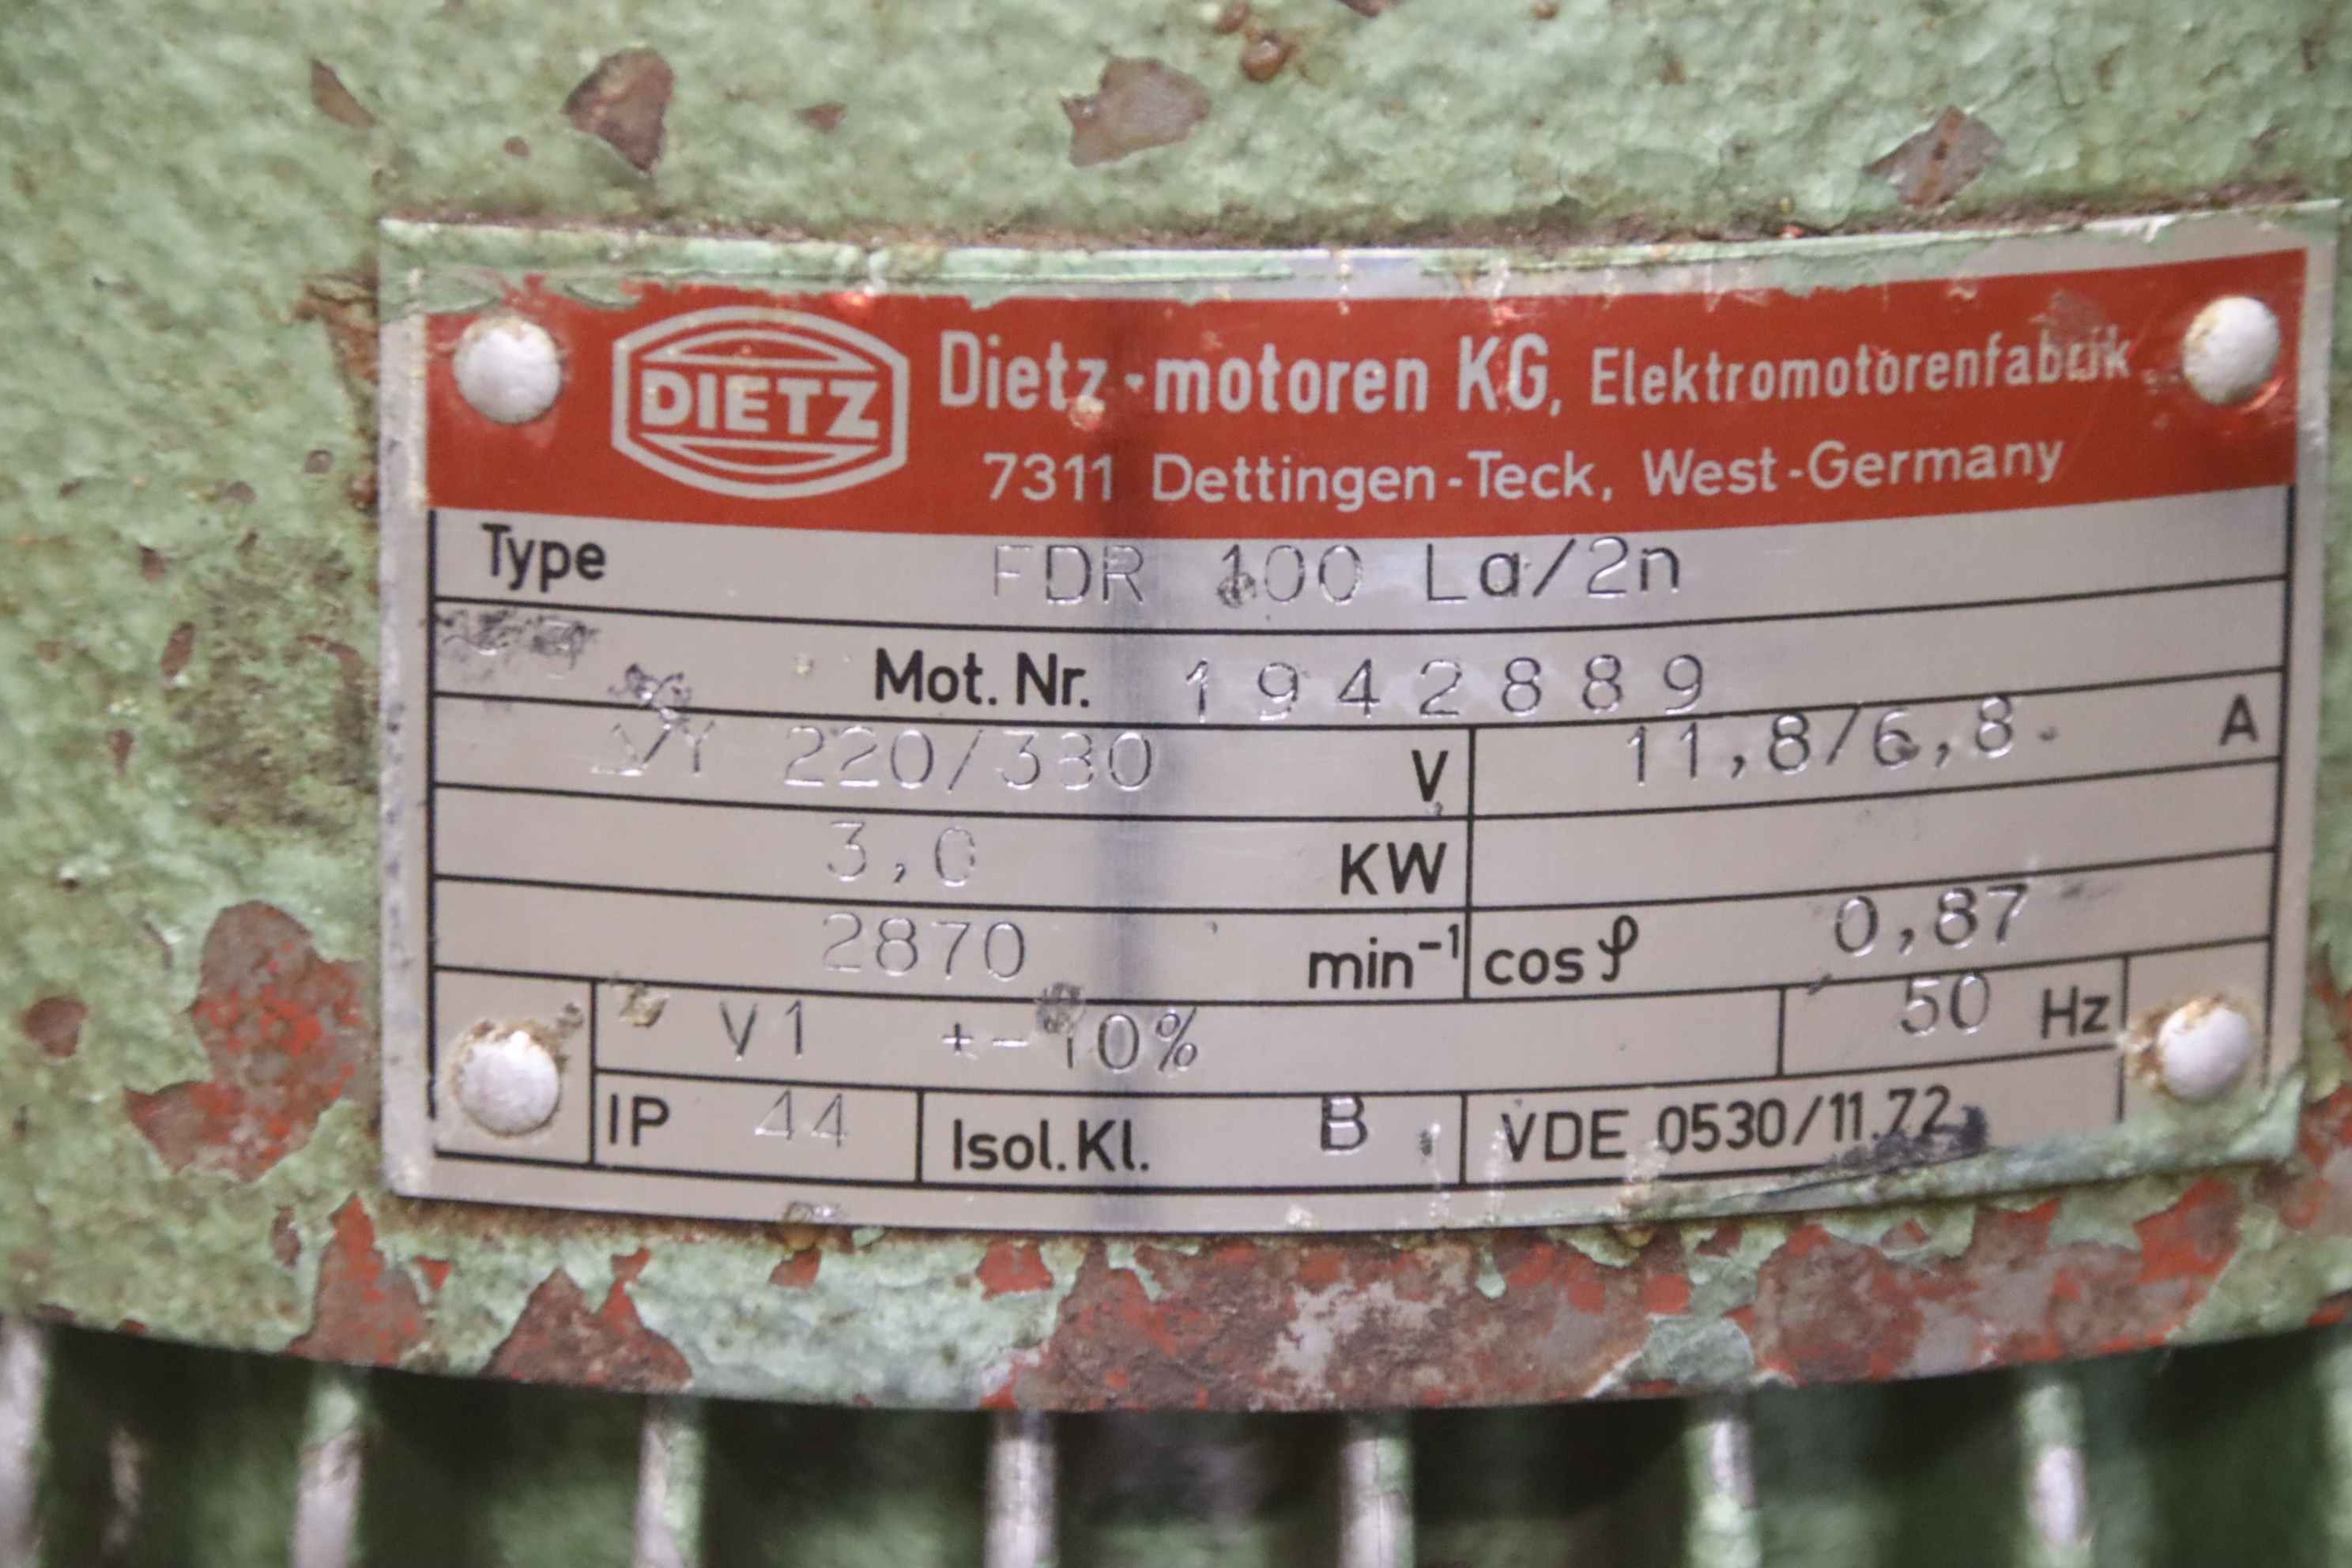 DIETZ
Dietz-motoren KG, Elektromotorenfabrik
7311 Dettingen-Teck, West-Germany
Type FDR 100 La/2n
Mot. Nr. 1942889
Δ/Y 220/380 V 11,8/6,8 A
3,0 KW
2870 min⁻¹ cos φ 0,87
V1 +-10% 50 Hz
IP 44 Isol. Kl. B VDE 0530/11.72